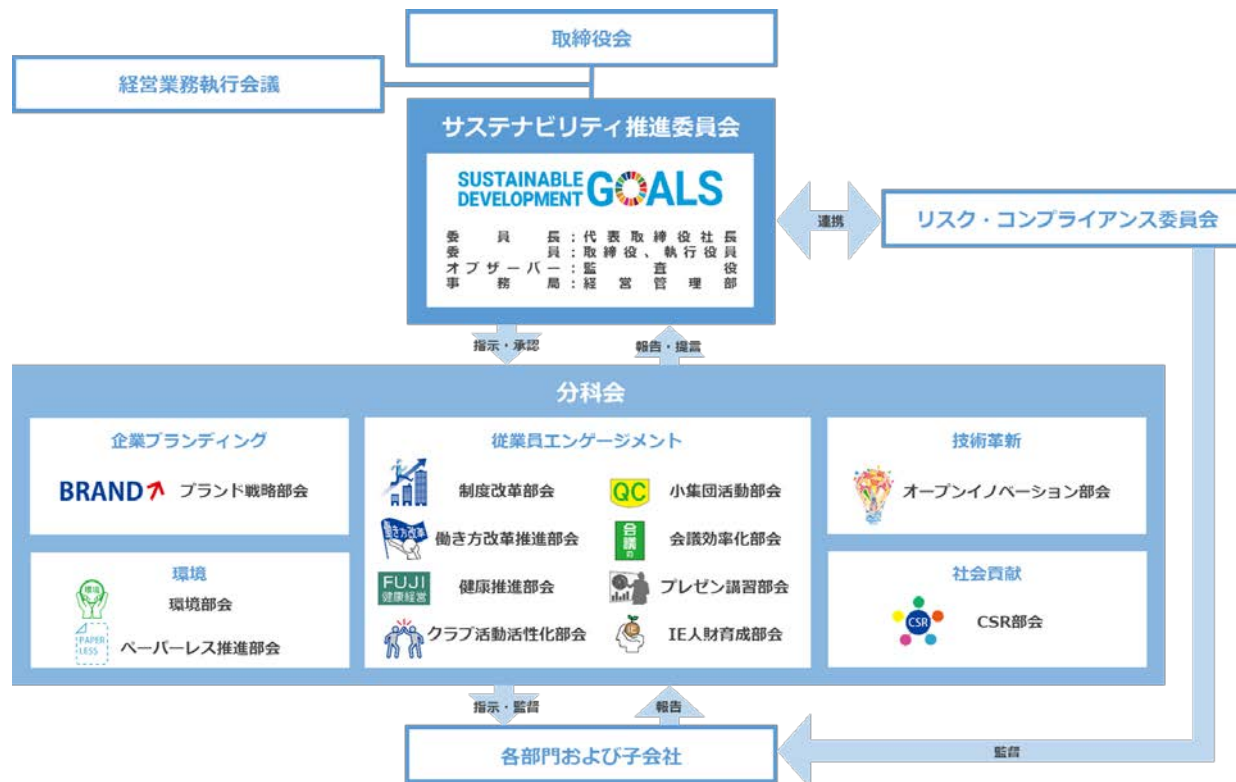 取締役会
経営業務執行会議
サステナビリティ推進委員会
SUSTAINABLE
DEVELOPMENT
GOALS
委員長：代表取締役社長
委員：取締役、執行役員
オブザーバー：監査役
事務局：経営管理部
連携
リスク・コンプライアンス委員会
指示・承認
報告・提言
分科会
企業ブランディング
BRAND
ブランド戦略部会
環境
環境
環境部会
PAPER
LESS
ペーパーレス推進部会
従業員エンゲージメント
制度改革部会
QC
小集団活動部会
働き方改革
働き方改革推進部会
会議の
会議効率化部会
FUJI
健康経営
健康推進部会
プレゼン講習部会
クラブ活動活性化部会
IE人財育成部会
技術革新
オープンイノベーション部会
社会貢献
CSR
CSR部会
指示・監督
報告
各部門および子会社
監督